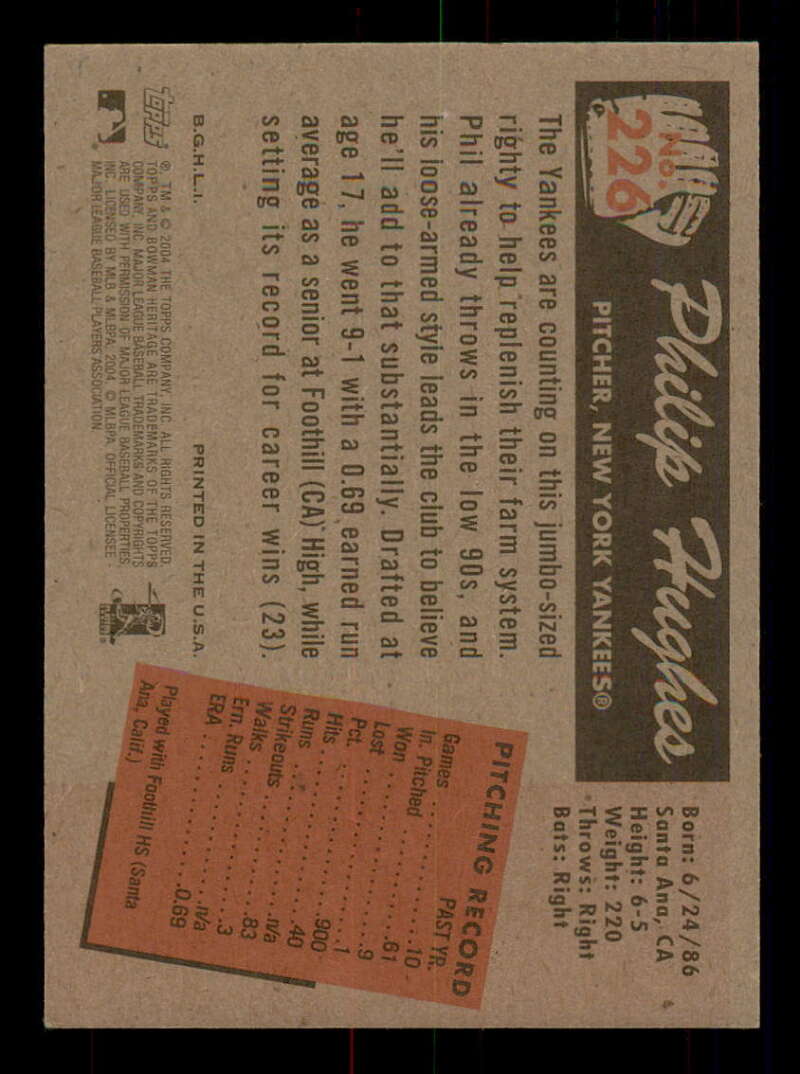 No.
226
Philip Hughes
PITCHER, NEW YORK YANKEES®
Born: 6/24/86
Santa Ana, CA
Height: 6-5
Weight: 220
Throws: Right
Bats: Right
The Yankees are counting on this jumbo-sized
righty to help replenish their farm system.
Phil already throws in the low 90s, and
his loose-armed style leads the club to believe
he'll add to that substantially. Drafted at
age 17, he went 9-1 with a 0.69 earned run
average as a senior at Foothill (CA) High, while
setting its record for career wins (23).
PITCHING RECORD
PAST YR.
Games . . . . . . . . . . .10
In. Pitched . . . . . . . .61
Won . . . . . . . . . . . . .9
Lost . . . . . . . . . . . . .1
Pct. . . . . . . . . . . .900
Hits . . . . . . . . . . . .40
Runs . . . . . . . . . . .n/a
Strikeouts . . . . . . . .83
Walks . . . . . . . . . . . .3
Ern. Runs . . . . . . . .n/a
ERA . . . . . . . . . . .0.69
Played with Foothill HS (Santa
Ana, Calif.)
B.G.H.L.I.
PRINTED IN THE U.S.A.
TOPPS
®, TM & © 2004 THE TOPPS COMPANY, INC. ALL RIGHTS RESERVED.
TOPPS AND BOWMAN HERITAGE ARE TRADEMARKS OF THE TOPPS
COMPANY, INC. MAJOR LEAGUE BASEBALL TRADEMARKS AND COPYRIGHTS
ARE USED WITH PERMISSION OF MAJOR LEAGUE BASEBALL PROPERTIES,
INC. LICENSED BY MLB & MLBPA, 2004. © MLBPA, OFFICIAL LICENSEE -
MAJOR LEAGUE BASEBALL PLAYERS ASSOCIATION.